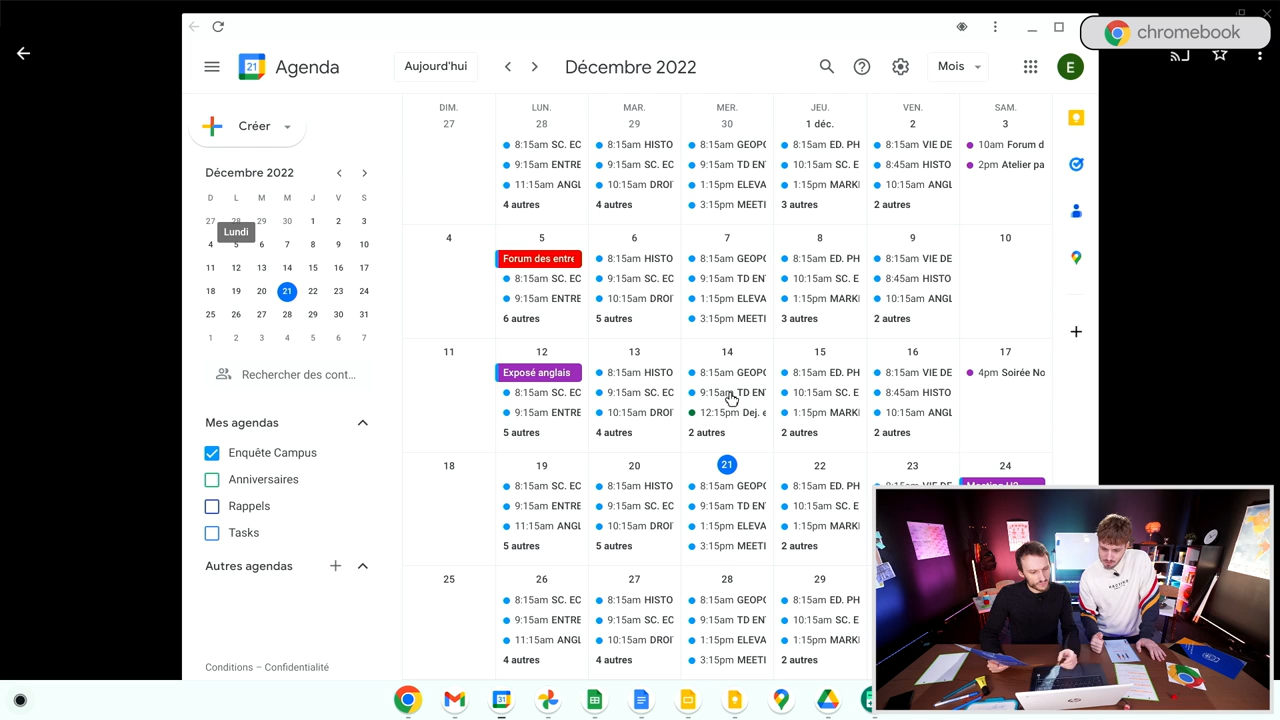 chromebook
21
Agenda
Aujourd'hui
Décembre 2022
Mois
E
Créer
Décembre 2022
D L M M J V S
27 28 29 30 1 2 3
Lundi
4 5 6 7 8 9 10
11 12 13 14 15 16 17
18 19 20 21 22 23 24
25 26 27 28 29 30 31
1 2 3 4 5 6 7
Rechercher des cont...
Mes agendas
Enquête Campus
Anniversaires
Rappels
Tasks
Autres agendas
Conditions – Confidentialité
DIM. LUN. MAR. MER. JEU. VEN. SAM.
27 28 29 30 1 déc. 2 3
8:15am SC. EC 8:15am HISTO 8:15am GEOPO 8:15am ED. PH 8:15am VIE DE 10am Forum d
9:15am ENTRE 9:15am SC. EC 9:15am TD EN 10:15am SC. E 8:45am HISTO 2pm Atelier pa
11:15am ANGL 10:15am DROI 1:15pm ELEVA 1:15pm MARK 10:15am ANGL
4 autres 4 autres 3:15pm MEETI 3 autres 2 autres
4 5 6 7 8 9 10
Forum des entre 8:15am HISTO 8:15am GEOPO 8:15am ED. PH 8:15am VIE DE
8:15am SC. EC 9:15am SC. EC 9:15am TD EN 10:15am SC. E 8:45am HISTO
9:15am ENTRE 10:15am DROI 1:15pm ELEVA 1:15pm MARK 10:15am ANGL
6 autres 5 autres 3:15pm MEETI 3 autres 2 autres
11 12 13 14 15 16 17
Exposé anglais 8:15am HISTO 8:15am GEOPO 8:15am ED. PH 8:15am VIE DE 4pm Soirée No
8:15am SC. EC 9:15am SC. EC 9:15am TD EN 10:15am SC. E 8:45am HISTO
9:15am ENTRE 10:15am DROI 12:15pm Dej. e 1:15pm MARK 10:15am ANGL
5 autres 4 autres 2 autres 2 autres 2 autres
18 19 20 21 22 23 24
8:15am SC. EC 8:15am HISTO 8:15am GEOPO 8:15am ED. PH 8:15am VIE DE
9:15am ENTRE 9:15am SC. EC 9:15am TD EN 10:15am SC. E
11:15am ANGL 10:15am DROI 1:15pm ELEVA 1:15pm MARK
5 autres 5 autres 3:15pm MEETI 2 autres
25 26 27 28 29
8:15am SC. EC 8:15am HISTO 8:15am GEOPO 8:15am ED. PH
9:15am ENTRE 9:15am SC. EC 9:15am TD EN 10:15am SC. E
11:15am ANGL 10:15am DROI 1:15pm ELEVA 1:15pm MARK
4 autres 4 autres 3:15pm MEETI 2 autres